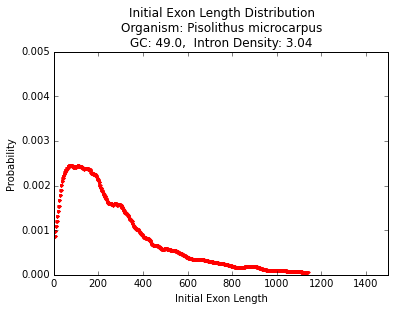 Initial Exon Length Distribution
Organism: Pisolithus microcarpus
GC: 49.0,  Intron Density: 3.04
0.005
0.004
0.003
0.002
0.001
0.000
Probability
0 200 400 600 800 1000 1200 1400
Initial Exon Length